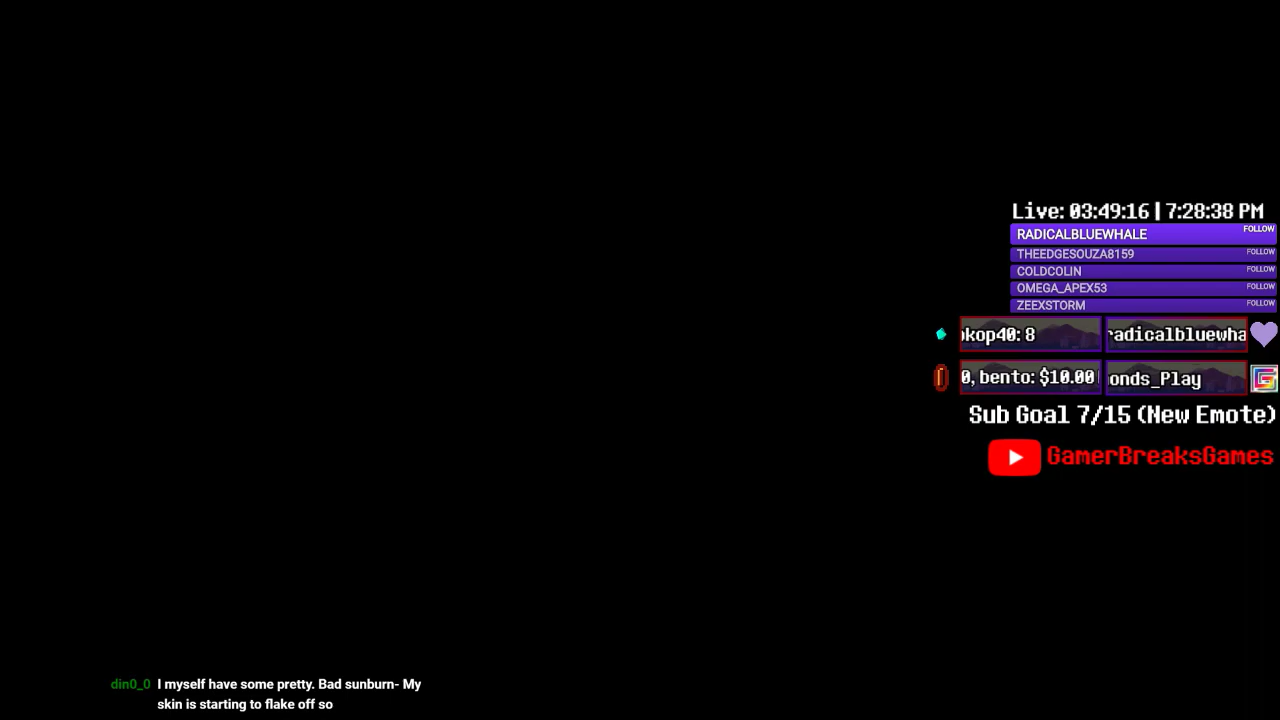 Live: 03:49:16 | 7:28:38 PM
RADICALBLUEWHALE FOLLOW
THEEDGESOUZA8159 FOLLOW
COLDCOLIN FOLLOW
OMEGA_APEX53 FOLLOW
ZEEXSTORM FOLLOW
kop40: 8 radicalbluewha
0, bento: $10.00 onds_Play
Sub Goal 7/15 (New Emote)
GamerBreaksGames
din0_0 I myself have some pretty. Bad sunburn- My
skin is starting to flake off so